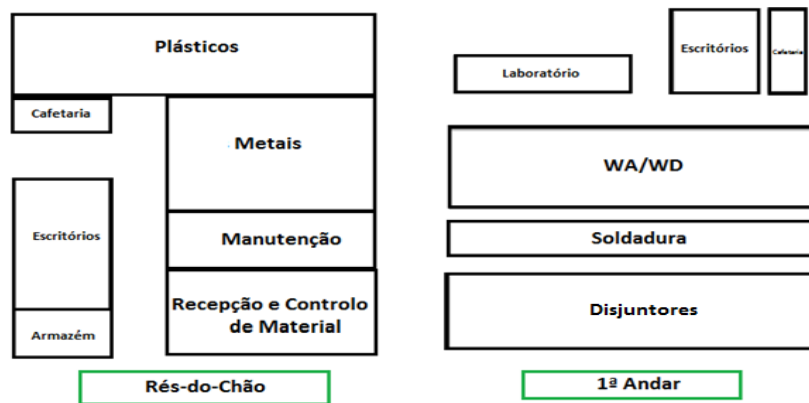 Plásticos
Cafetaria
Metais
Escritórios
Manutenção
Recepção e Controlo
de Material
Armazém
Rés-do-Chão
Escritórios
Cafetaria
Laboratório
WA/WD
Soldadura
Disjuntores
1ª Andar